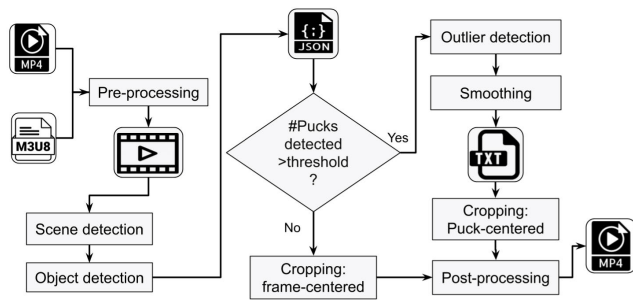 MP4
M3U8
Pre-processing
Scene detection
Object detection
{:}
JSON
#Pucks
detected
>threshold
?
Yes
No
Cropping:
frame-centered
Outlier detection
Smoothing
TXT
Cropping:
Puck-centered
Post-processing
MP4